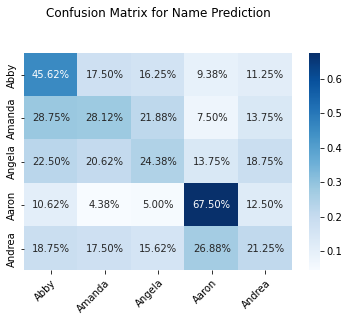 Confusion Matrix for Name Prediction
Abby 45.62% 17.50% 16.25% 9.38% 11.25%
Amanda 28.75% 28.12% 21.88% 7.50% 13.75%
Angela 22.50% 20.62% 24.38% 13.75% 18.75%
Aaron 10.62% 4.38% 5.00% 67.50% 12.50%
Andrea 18.75% 17.50% 15.62% 26.88% 21.25%
Abby Amanda Angela Aaron Andrea
0.6
0.5
0.4
0.3
0.2
0.1